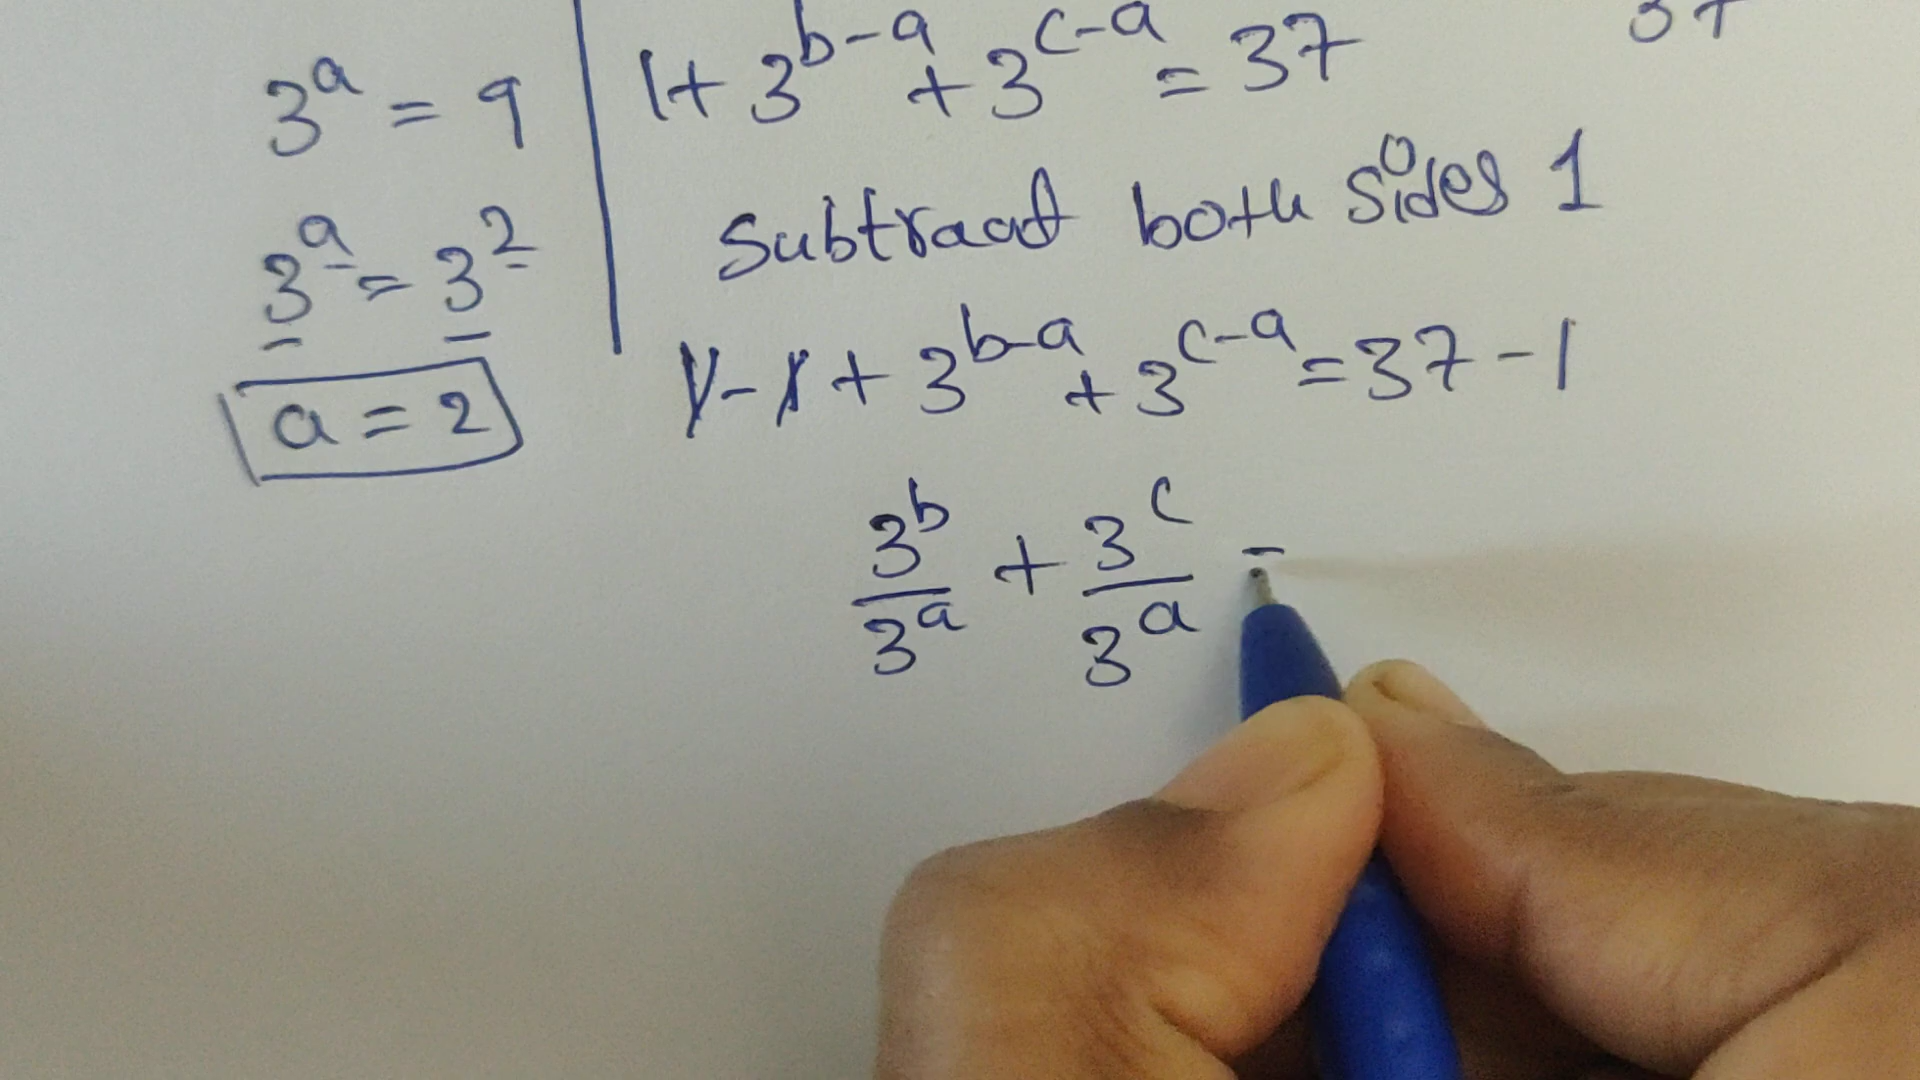 3^a = 9
3^a = 3^2
a = 2
1 + 3^{b-a} + 3^{c-a} = 37
Subtraat both Sides 1
1 - 1 + 3^{b-a} + 3^{c-a} = 37 - 1
3^b/3^a + 3^c/3^a =